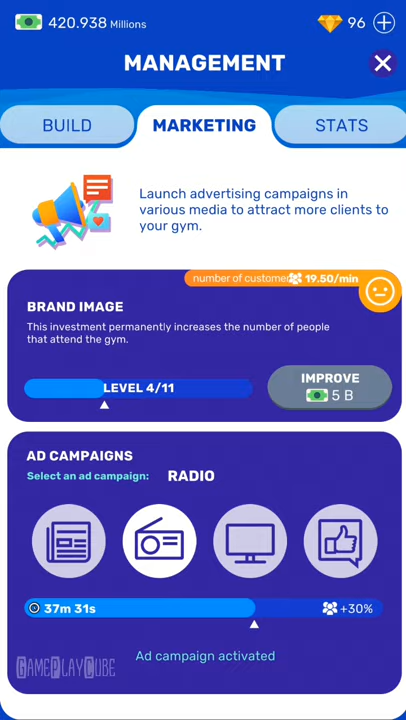 420.938 Millions
96
MANAGEMENT
BUILD
MARKETING
STATS
Launch advertising campaigns in
various media to attract more clients to
your gym.
number of customer 19.50/min
BRAND IMAGE
This investment permanently increases the number of people
that attend the gym.
LEVEL 4/11
IMPROVE
5 B
AD CAMPAIGNS
Select an ad campaign: RADIO
37m 31s
+30%
Ad campaign activated
GAMEPLAYCUBE